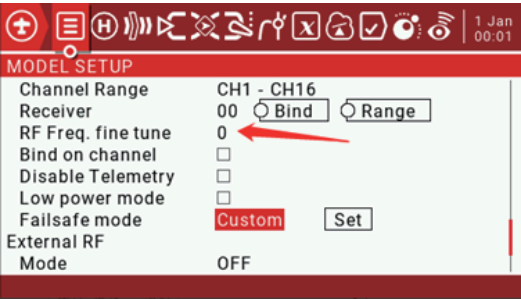 1 Jan
00:01
MODEL SETUP
Channel Range CH1 - CH16
Receiver 00 Bind Range
RF Freq. fine tune 0
Bind on channel
Disable Telemetry
Low power mode
Failsafe mode Custom Set
External RF
Mode OFF